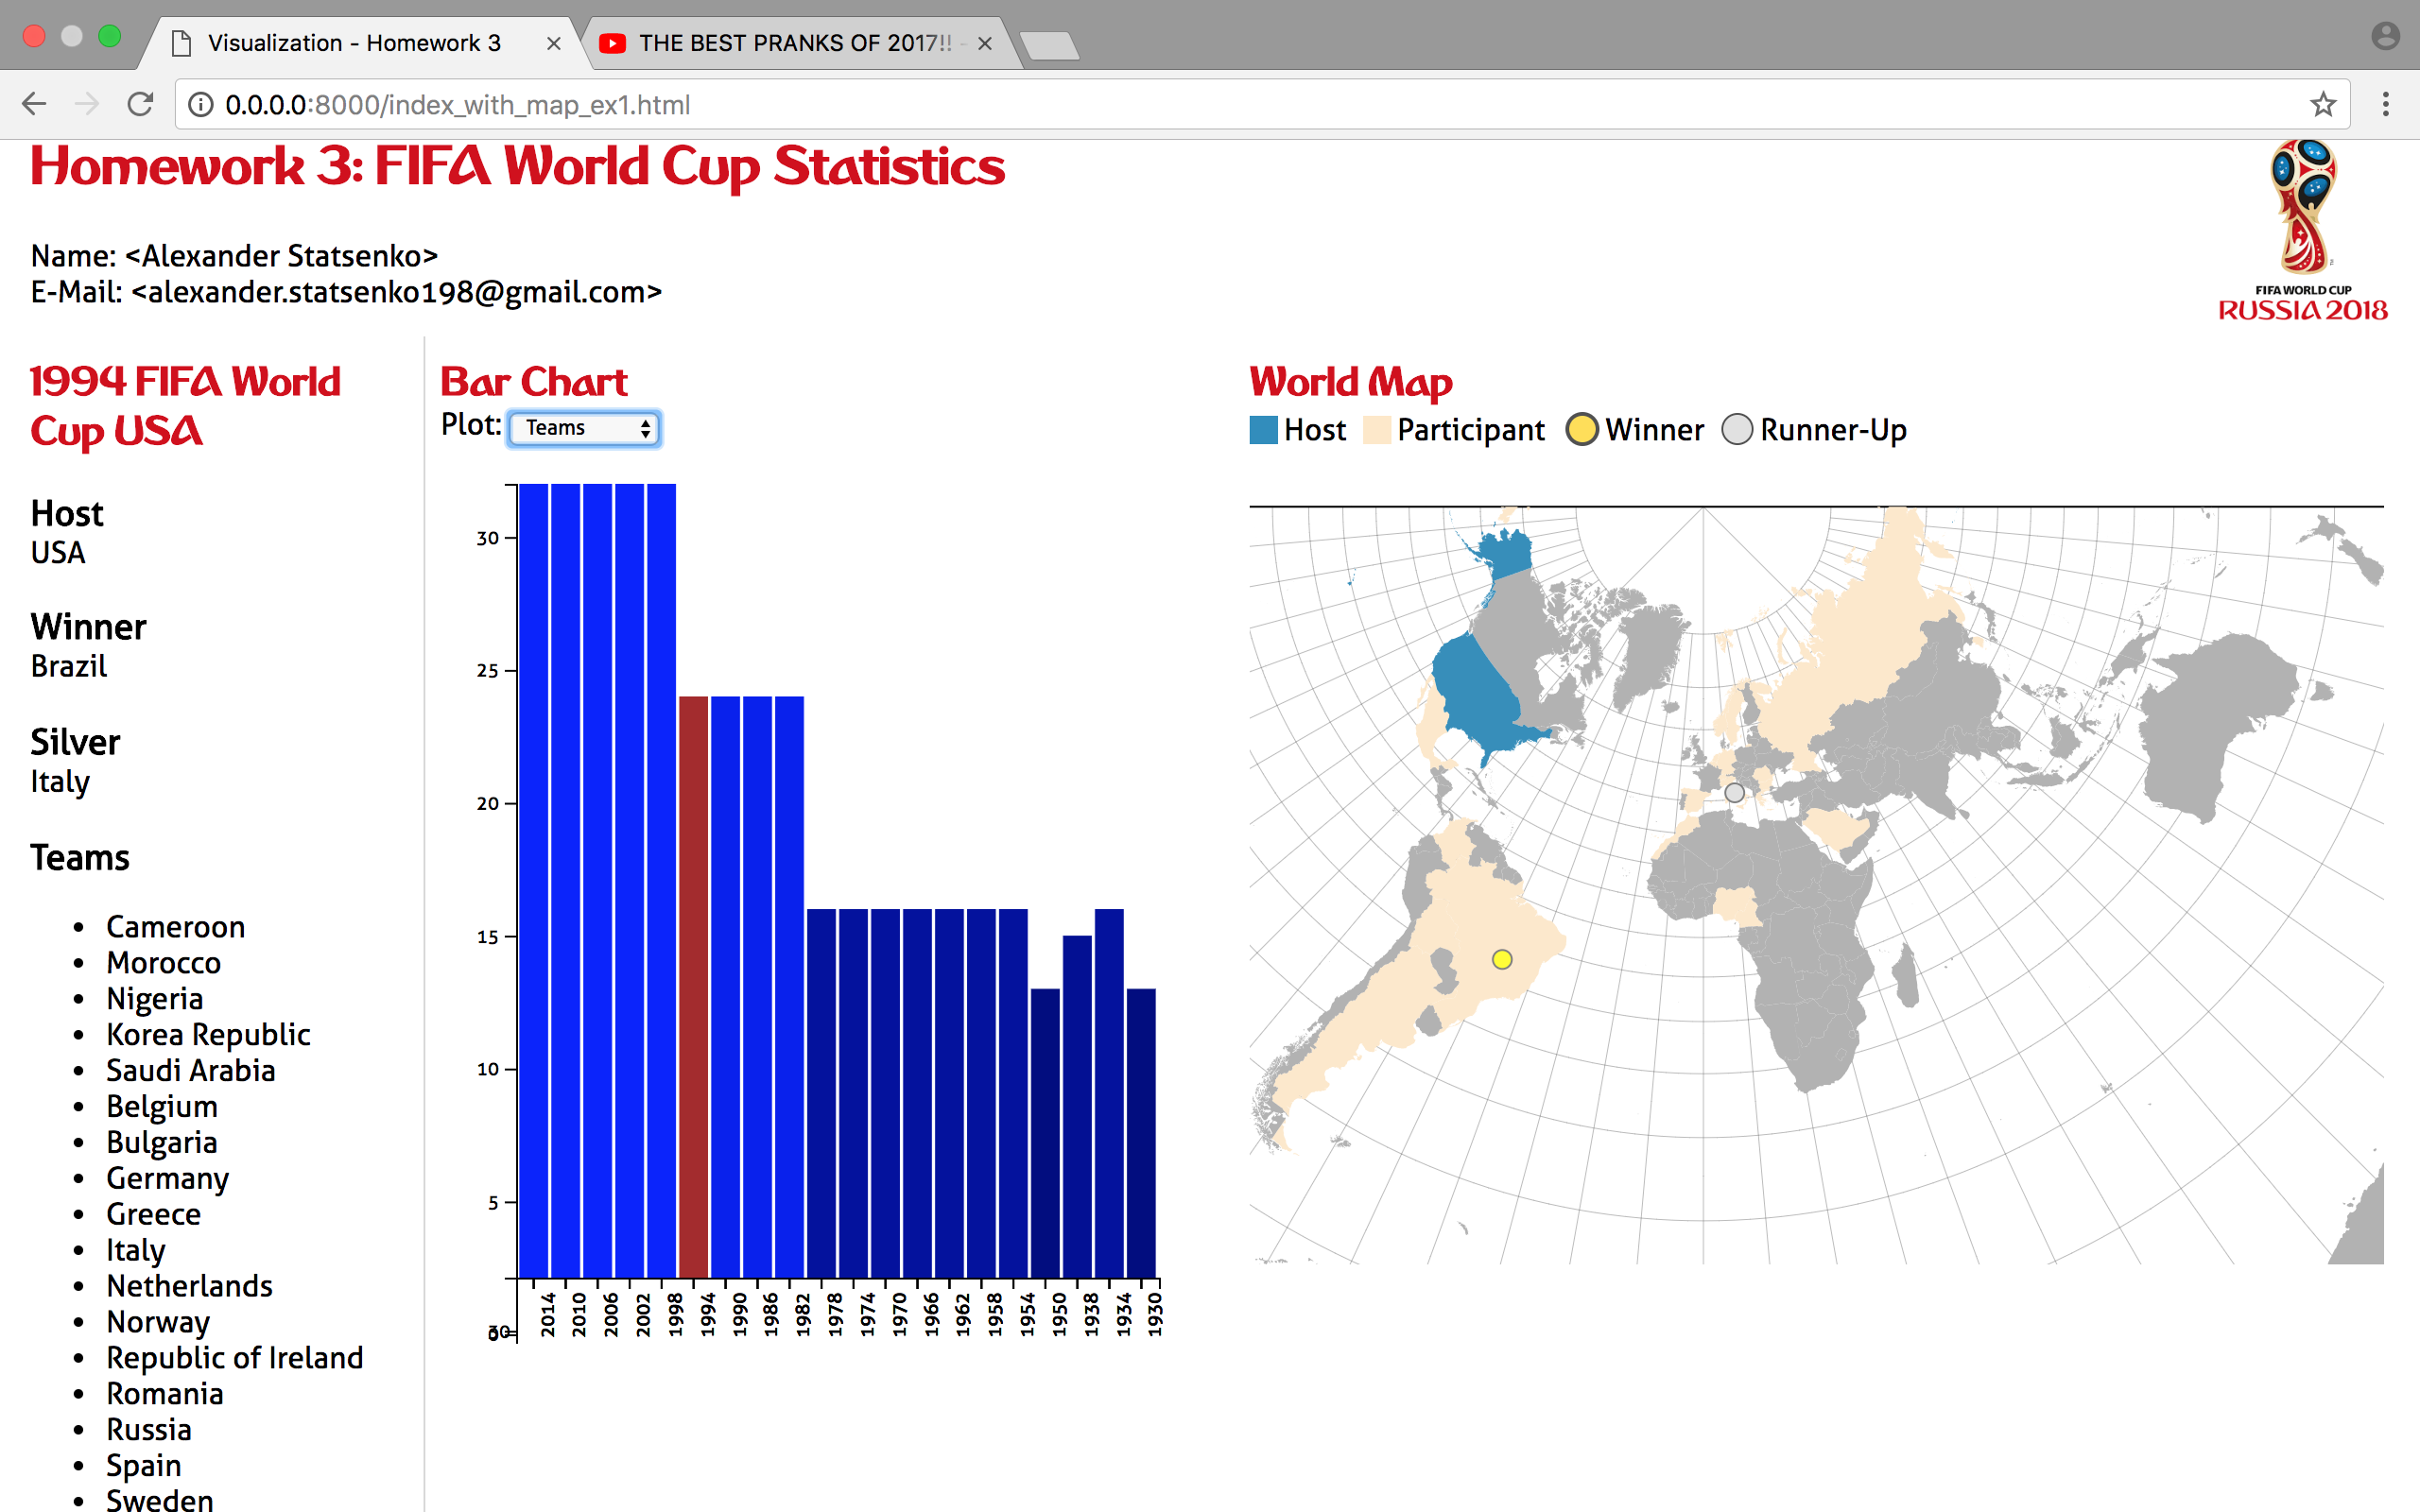 Visualization - Homework 3
THE BEST PRANKS OF 2017!! -
0.0.0.0:8000/index_with_map_ex1.html
Homework 3: FIFA World Cup Statistics
Name: <Alexander Statsenko>
E-Mail: <alexander.statsenko198@gmail.com>
FIFA WORLD CUP
RUSSIA 2018
1994 FIFA World
Cup USA
Host
USA
Winner
Brazil
Silver
Italy
Teams
Cameroon
Morocco
Nigeria
Korea Republic
Saudi Arabia
Belgium
Bulgaria
Germany
Greece
Italy
Netherlands
Norway
Republic of Ireland
Romania
Russia
Spain
Sweden
Bar Chart
Plot: Teams
30
25
20
15
10
5
2014 2010 2006 2002 1998 1994 1990 1986 1982 1978 1974 1970 1966 1962 1958 1954 1950 1938 1934 1930
World Map
Host Participant Winner Runner-Up